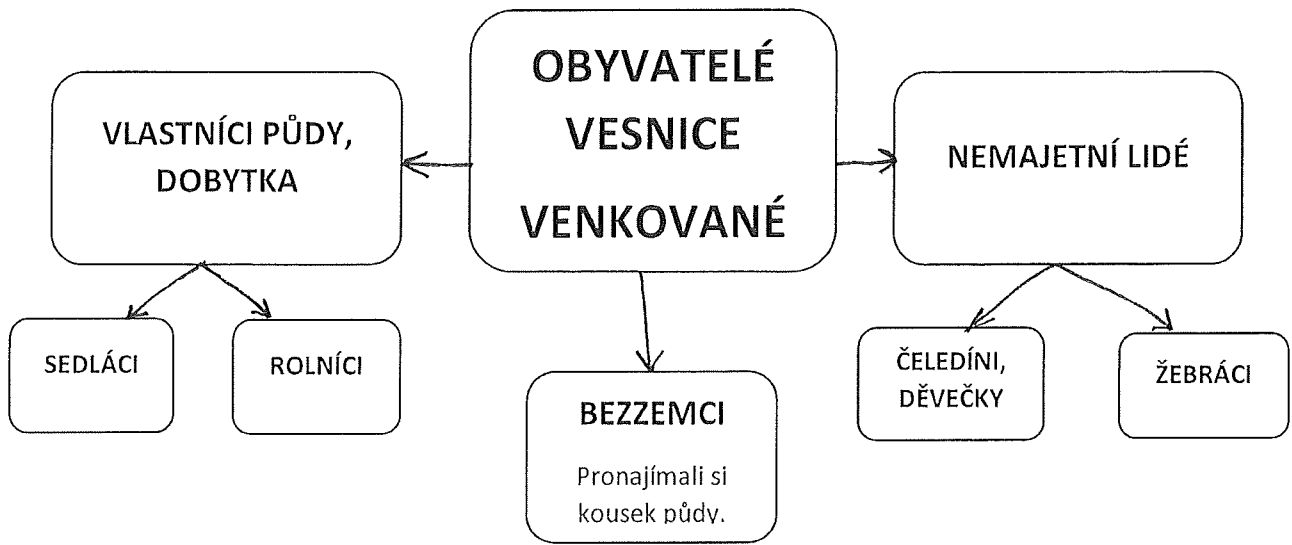 OBYVATELÉ
VESNICE
VENKOVANÉ
VLASTNÍCI PŮDY,
DOBYTKA
NEMAJETNÍ LIDÉ
SEDLÁCI
ROLNÍCI
BEZZEMCI
Pronajímali si
kousek půdy.
ČELEDÍNI,
DĚVEČKY
ŽEBRÁCI